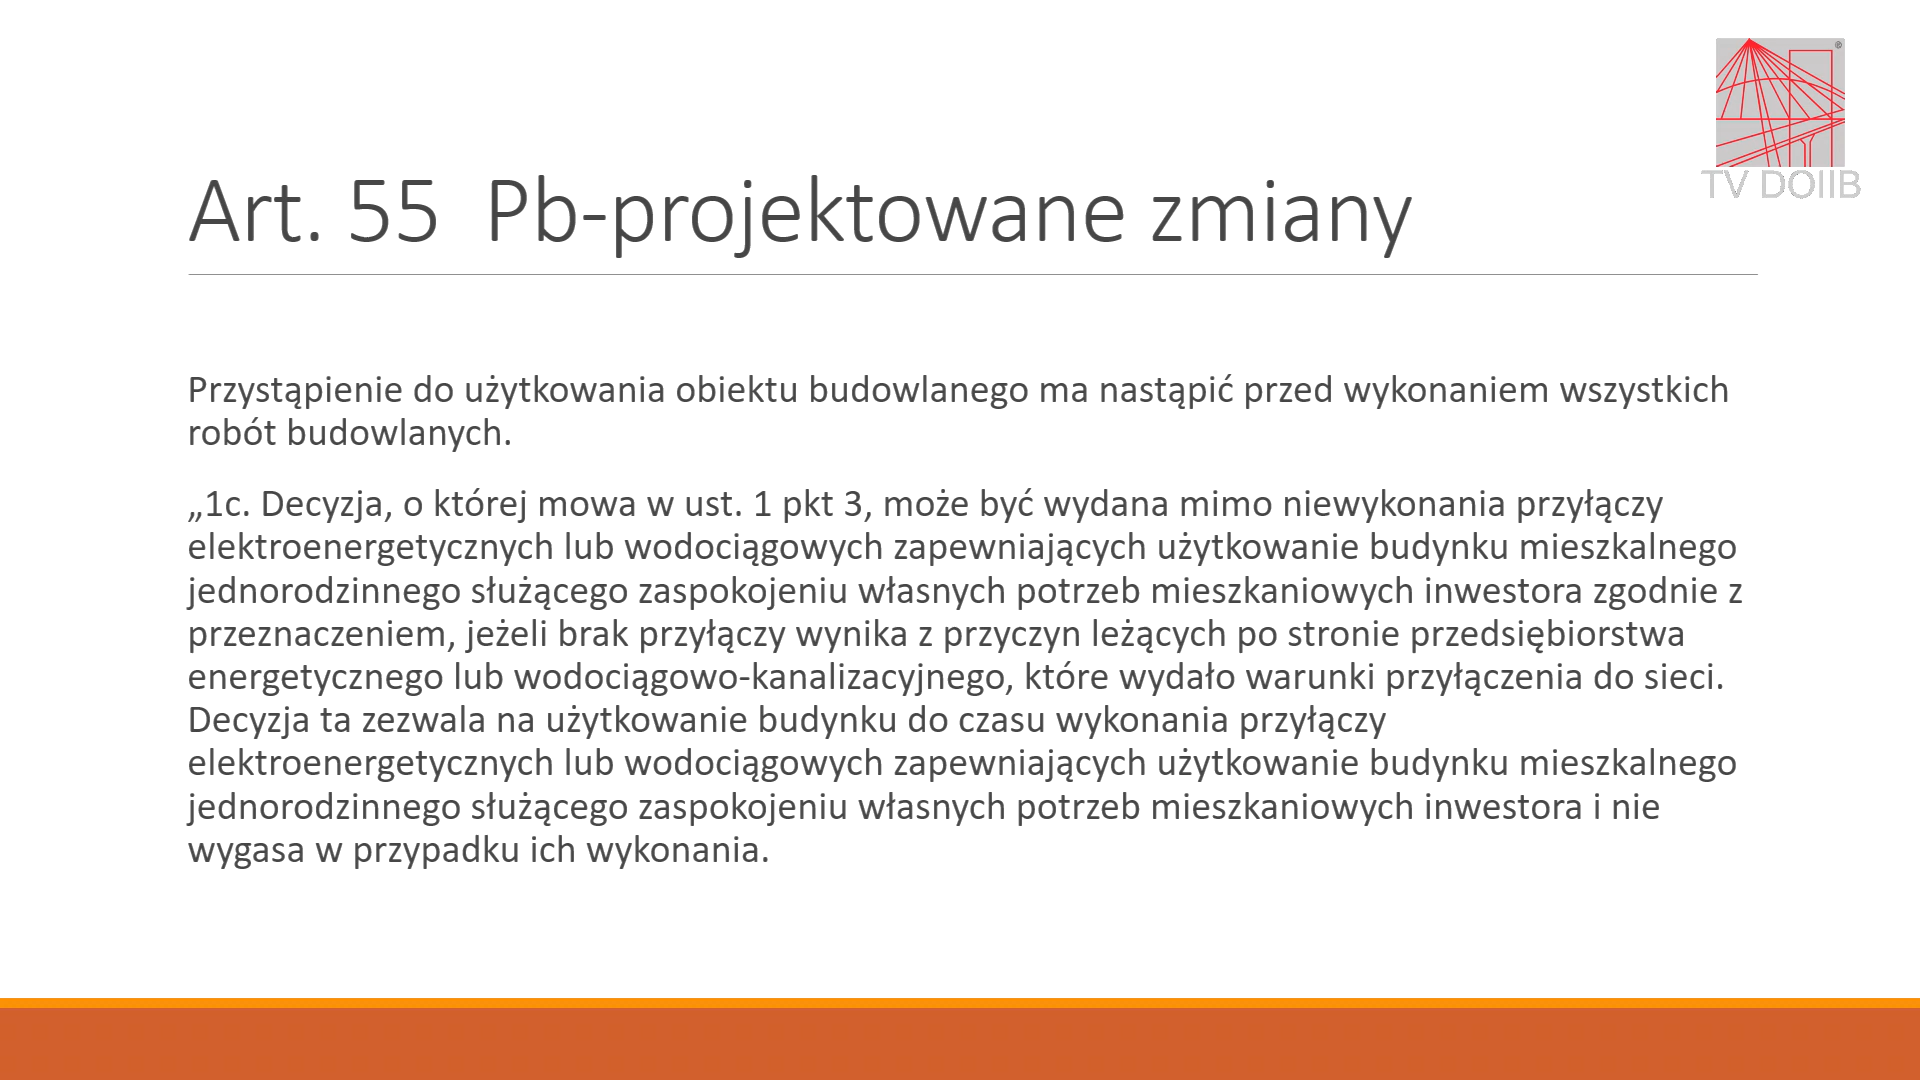 ®
TV DOIIB
Art. 55  Pb-projektowane zmiany
Przystąpienie do użytkowania obiektu budowlanego ma nastąpić przed wykonaniem wszystkich
robót budowlanych.
„1c. Decyzja, o której mowa w ust. 1 pkt 3, może być wydana mimo niewykonania przyłączy
elektroenergetycznych lub wodociągowych zapewniających użytkowanie budynku mieszkalnego
jednorodzinnego służącego zaspokojeniu własnych potrzeb mieszkaniowych inwestora zgodnie z
przeznaczeniem, jeżeli brak przyłączy wynika z przyczyn leżących po stronie przedsiębiorstwa
energetycznego lub wodociągowo-kanalizacyjnego, które wydało warunki przyłączenia do sieci.
Decyzja ta zezwala na użytkowanie budynku do czasu wykonania przyłączy
elektroenergetycznych lub wodociągowych zapewniających użytkowanie budynku mieszkalnego
jednorodzinnego służącego zaspokojeniu własnych potrzeb mieszkaniowych inwestora i nie
wygasa w przypadku ich wykonania.